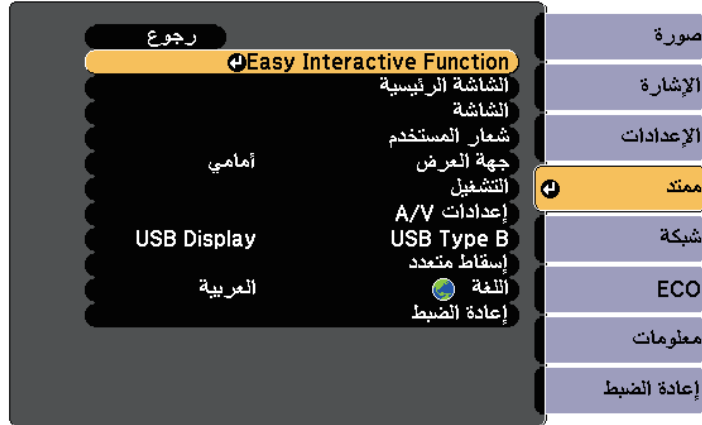 صورة
الإشارة
الإعدادات
ممتد
شبكة
ECO
معلومات
إعادة الضبط
رجوع
Easy Interactive Function
الشاشة الرئيسية
الشاشة
شعار المستخدم
جهة العرض أمامي
التشغيل
إعدادات A/V
USB Type B USB Display
إسقاط متعدد
اللغة العربية
إعادة الضبط